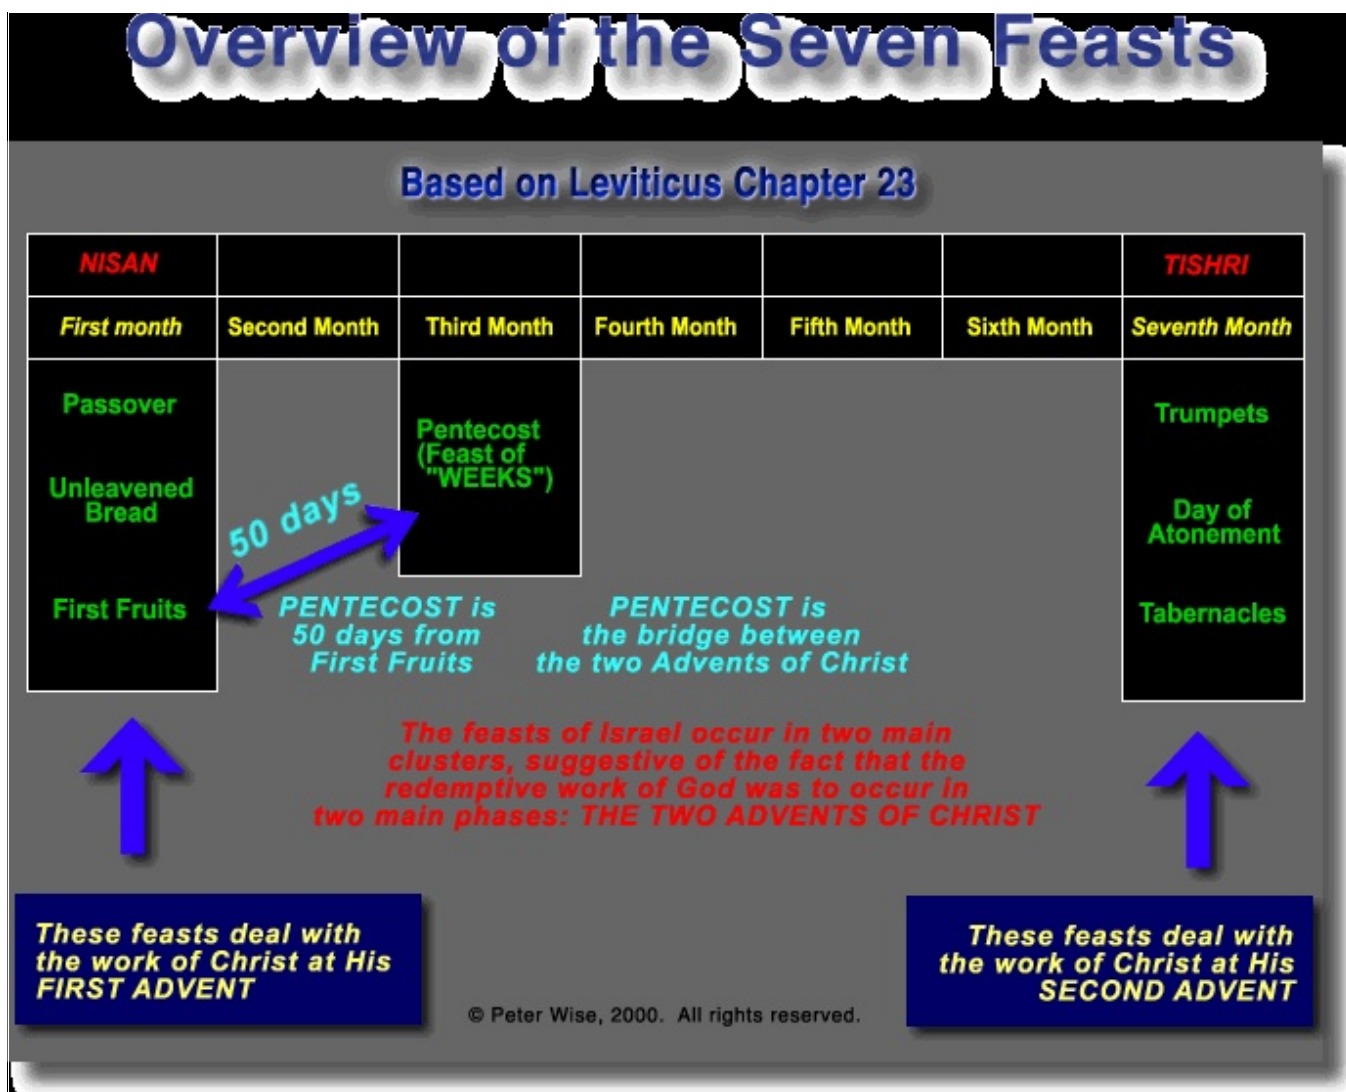 Overview of the Seven Feasts
Based on Leviticus Chapter 23
NISAN
TISHRI
First month
Second Month
Third Month
Fourth Month
Fifth Month
Sixth Month
Seventh Month
Passover
Unleavened
Bread
First Fruits
50 days
Pentecost
(Feast of
"WEEKS")
Trumpets
Day of
Atonement
Tabernacles
PENTECOST is
50 days from
First Fruits
PENTECOST is
the bridge between
the two Advents of Christ
The feasts of Israel occur in two main
clusters, suggestive of the fact that the
redemptive work of God was to occur in
two main phases: THE TWO ADVENTS OF CHRIST
These feasts deal with
the work of Christ at His
FIRST ADVENT
These feasts deal with
the work of Christ at His
SECOND ADVENT
© Peter Wise, 2000. All rights reserved.